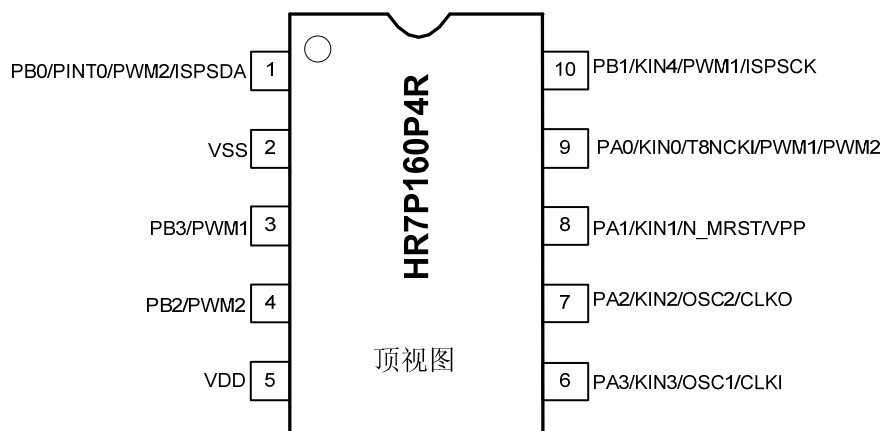 PB0/PINT0/PWM2/ISPSDA
1
VSS
2
PB3/PWM1
3
PB2/PWM2
4
VDD
5
HR7P160P4R
顶视图
10
PB1/KIN4/PWM1/ISPSCK
9
PA0/KIN0/T8NCKI/PWM1/PWM2
8
PA1/KIN1/N_MRST/VPP
7
PA2/KIN2/OSC2/CLKO
6
PA3/KIN3/OSC1/CLKI